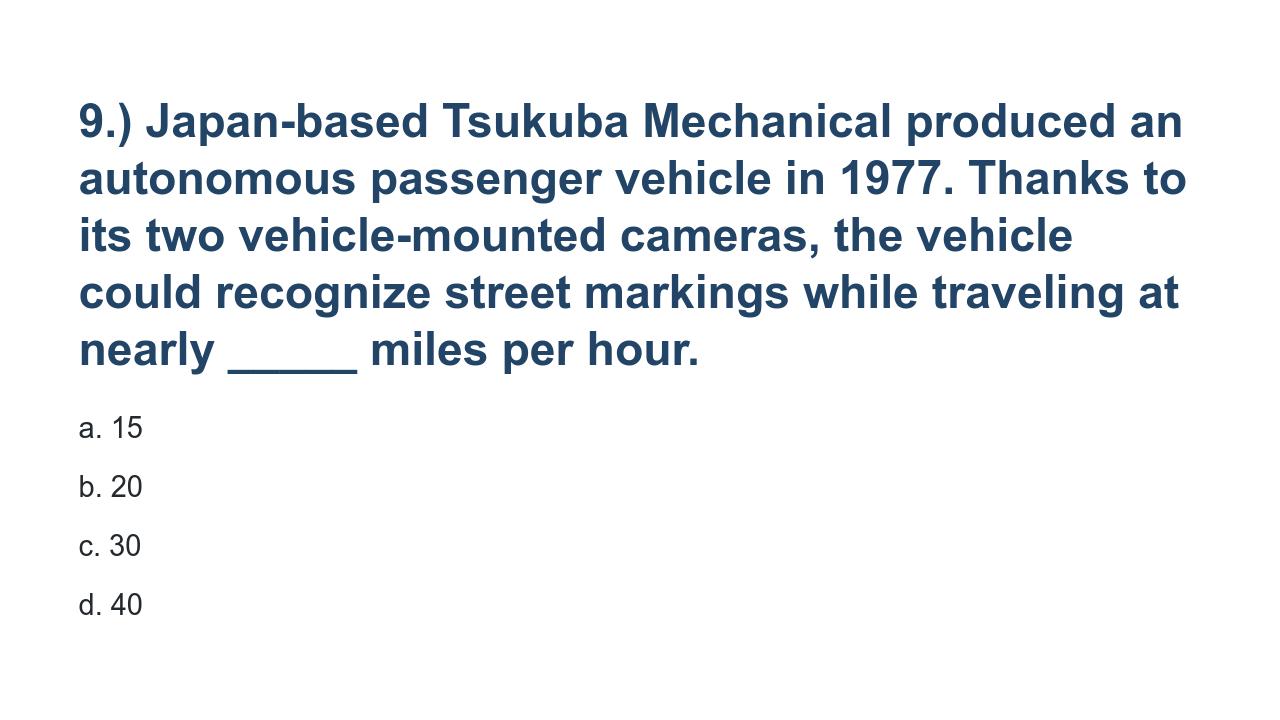 9.) Japan-based Tsukuba Mechanical produced an
autonomous passenger vehicle in 1977. Thanks to
its two vehicle-mounted cameras, the vehicle
could recognize street markings while traveling at
nearly _____ miles per hour.
a. 15
b. 20
c. 30
d. 40